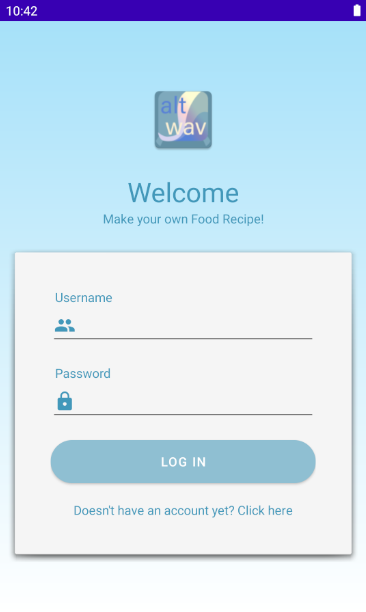 10:42
alt
wav
Welcome
Make your own Food Recipe!
Username
Password
LOG IN
Doesn't have an account yet? Click here